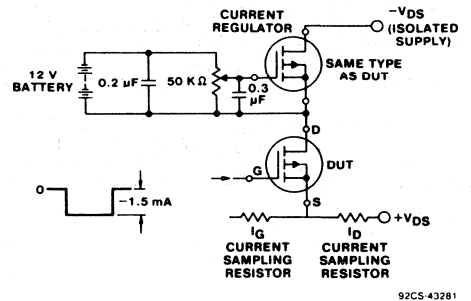 CURRENT
REGULATOR
−VDS
(ISOLATED
SUPPLY)
SAME TYPE
AS DUT
12 V
BATTERY
0.2 µF
50 KΩ
0.3
µF
D
DUT
G
S
0
−1.5 mA
+VDS
IG
CURRENT
SAMPLING
RESISTOR
ID
CURRENT
SAMPLING
RESISTOR
92CS-43281